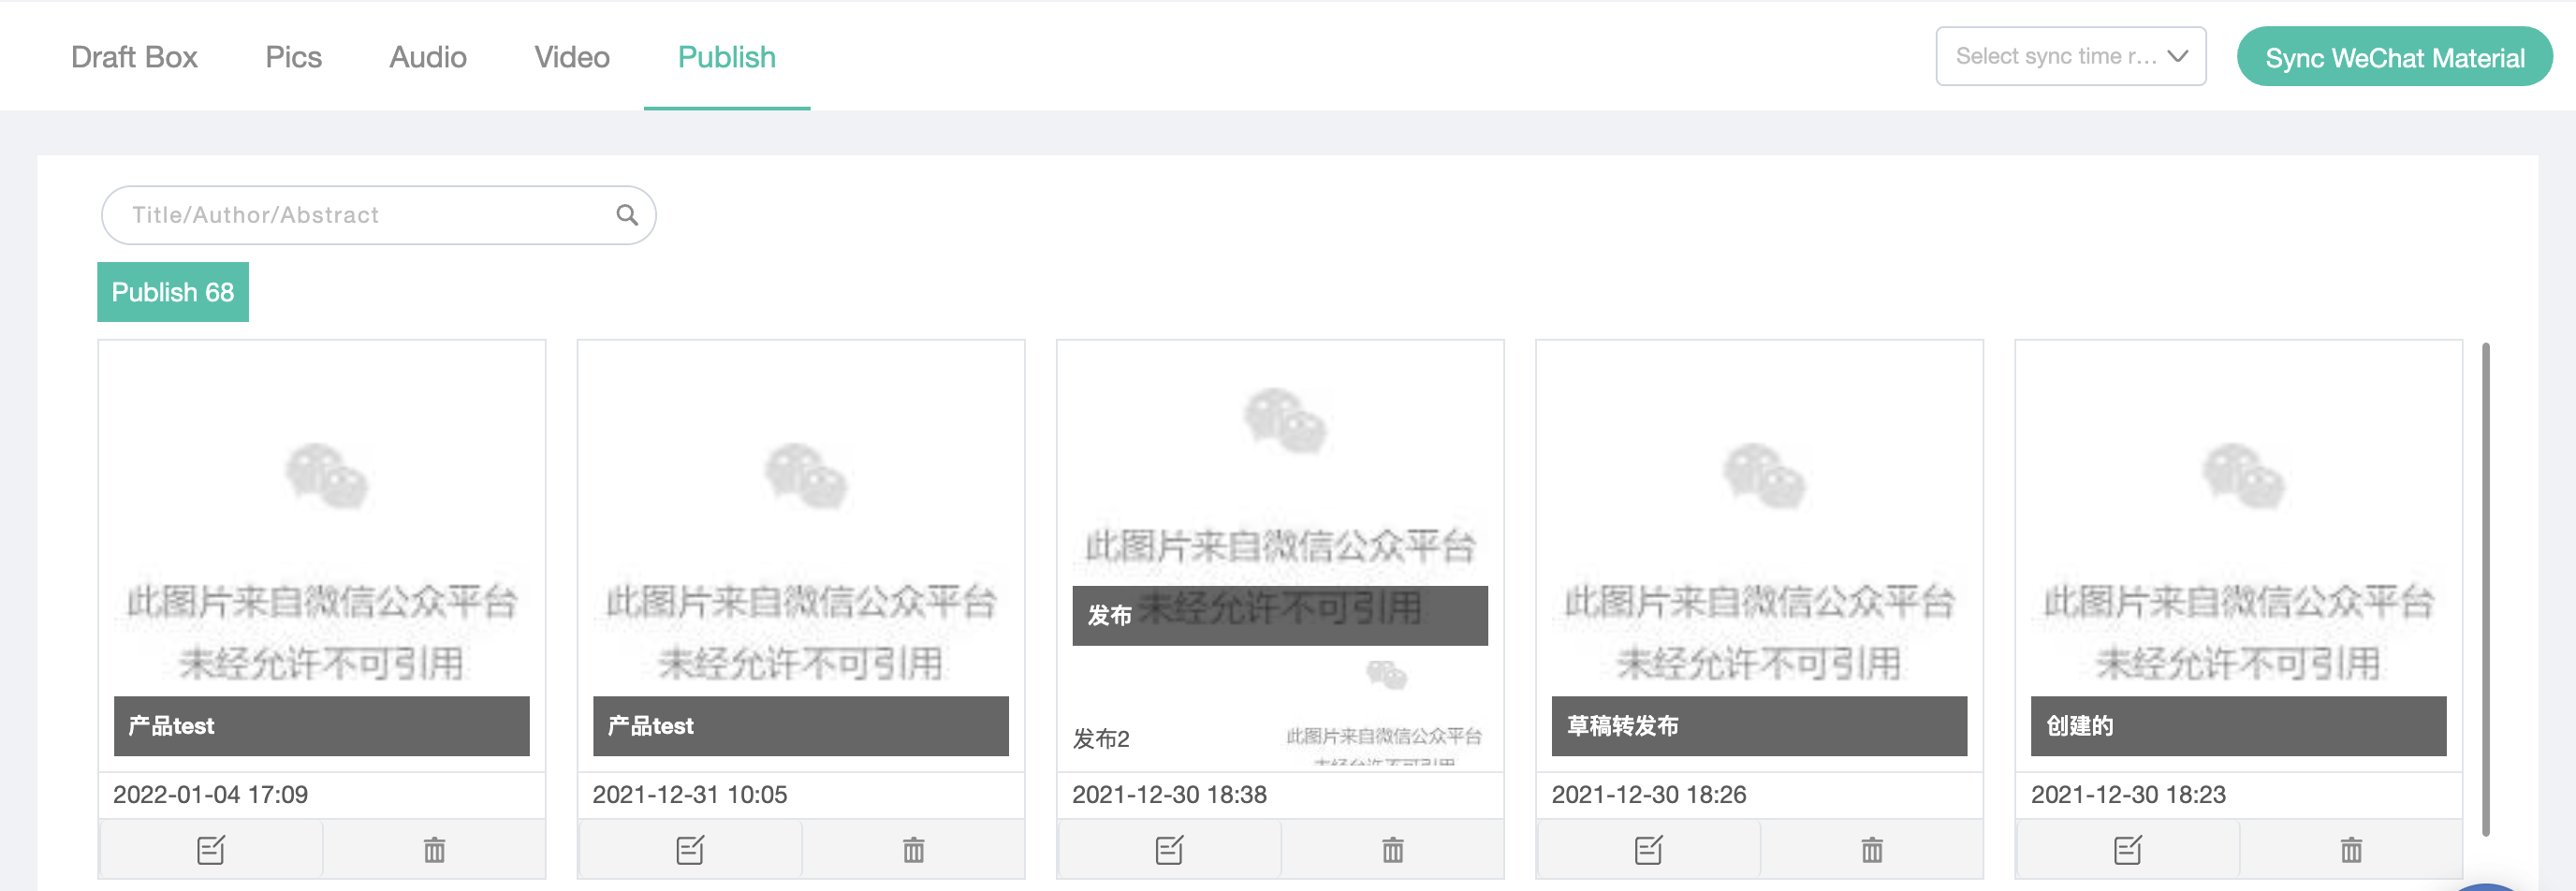 Draft Box Pics Audio Video Publish Select sync time r... Sync WeChat Material
Title/Author/Abstract
Publish 68
此图片来自微信公众平台
未经允许不可引用
产品test
2022-01-04 17:09
此图片来自微信公众平台
未经允许不可引用
产品test
2021-12-31 10:05
此图片来自微信公众平台
未经允许不可引用
发布
发布2
此图片来自微信公众平台
未经允许不可引用
2021-12-30 18:38
此图片来自微信公众平台
未经允许不可引用
草稿转发布
2021-12-30 18:26
此图片来自微信公众平台
未经允许不可引用
创建的
2021-12-30 18:23